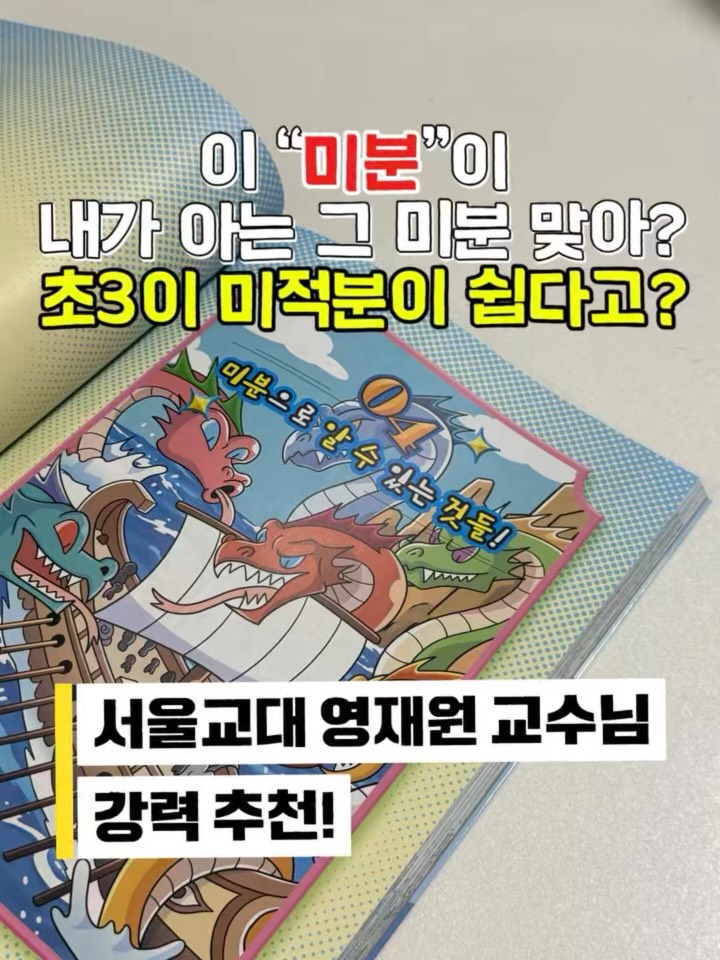 이 “미분”이
내가 아는 그 미분 맞아?
초3이 미적분이 쉽다고?
04
미분으로 알 수 있는 것들!
서울교대 영재원 교수님
강력 추천!